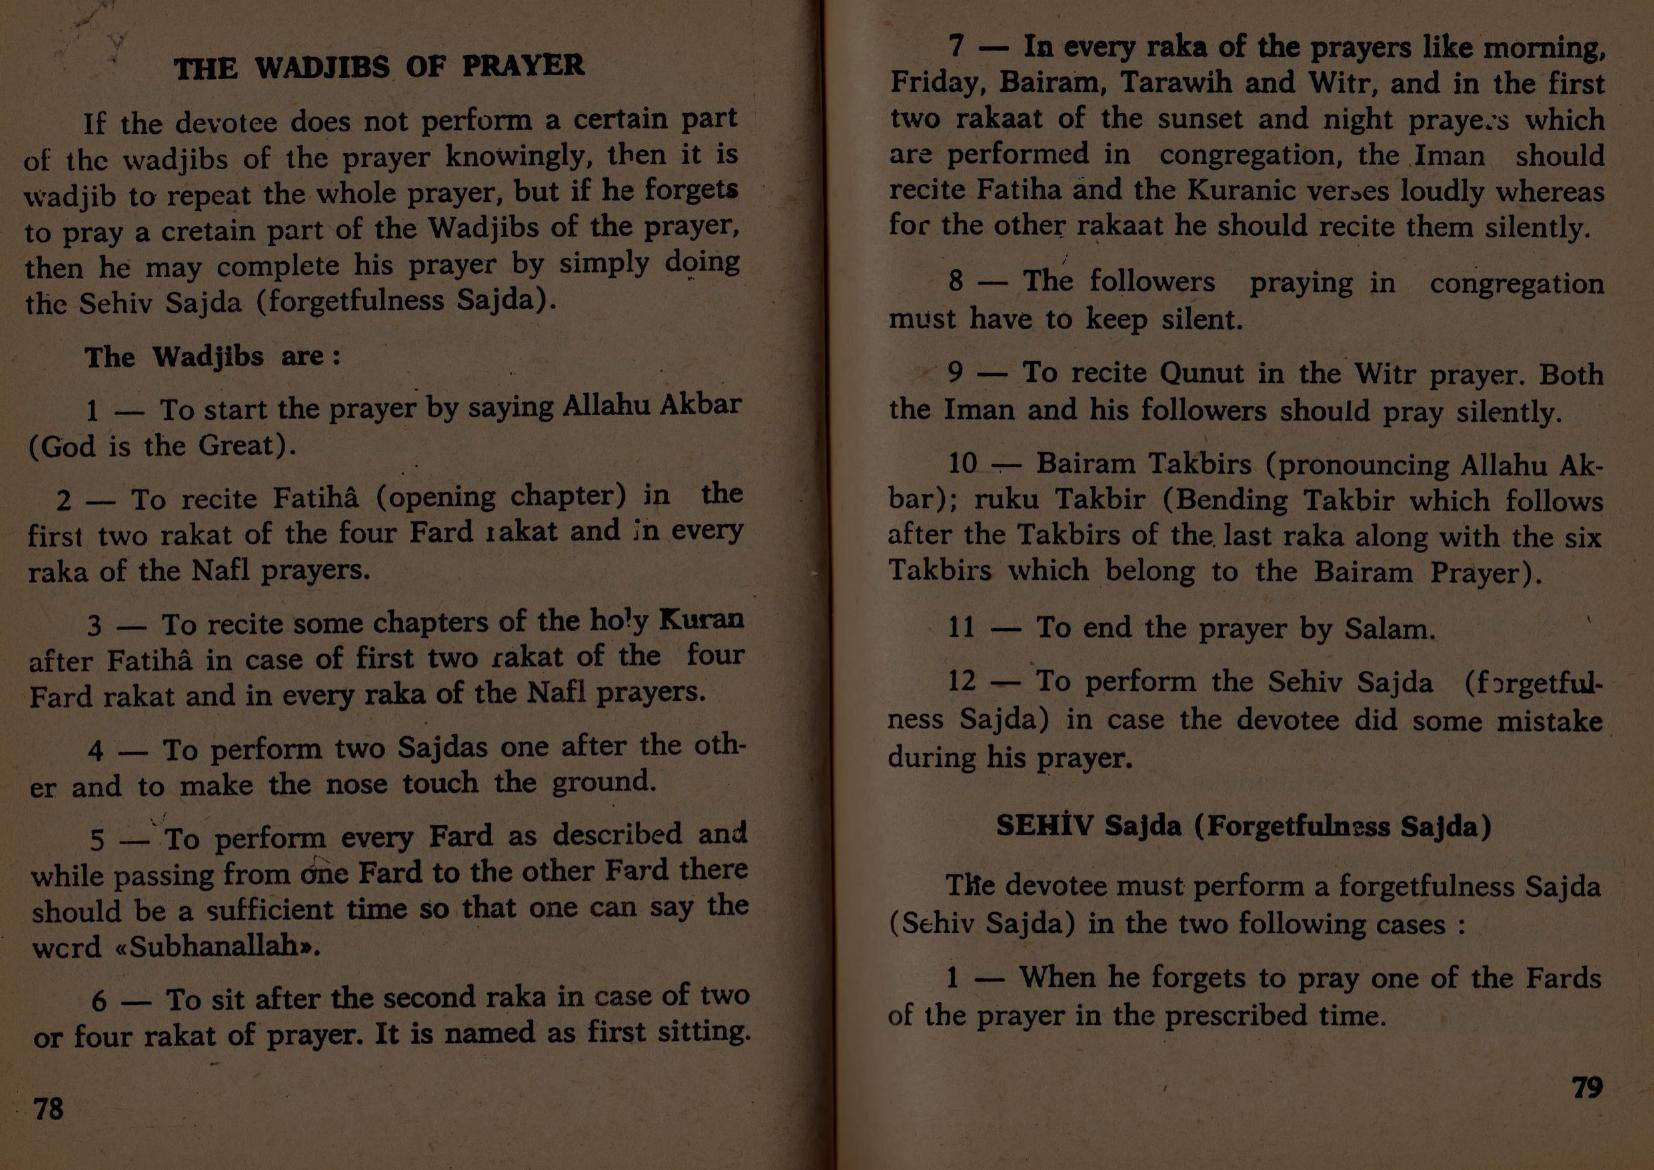 THE WADJIBS OF PRAYER
If the devotee does not perform a certain part
of the wadjibs of the prayer knowingly, then it is
wadjib to repeat the whole prayer, but if he forgets
to pray a cretain part of the Wadjibs of the prayer,
then he may complete his prayer by simply doing
the Sehiv Sajda (forgetfulness Sajda).
The Wadjibs are :
1 — To start the prayer by saying Allahu Akbar
(God is the Great).
2 — To recite Fatihâ (opening chapter) in the
first two rakat of the four Fard rakat and in every
raka of the Nafl prayers.
3 — To recite some chapters of the holy Kuran
after Fatihâ in case of first two rakat of the four
Fard rakat and in every raka of the Nafl prayers.
4 — To perform two Sajdas one after the oth-
er and to make the nose touch the ground.
5 — To perform every Fard as described and
while passing from one Fard to the other Fard there
should be a sufficient time so that one can say the
word «Subhanallah».
6 — To sit after the second raka in case of two
or four rakat of prayer. It is named as first sitting.
78
7 — In every raka of the prayers like morning,
Friday, Bairam, Tarawih and Witr, and in the first
two rakaat of the sunset and night prayers which
are performed in congregation, the Iman should
recite Fatiha and the Kuranic verses loudly whereas
for the other rakaat he should recite them silently.
8 — The followers praying in congregation
must have to keep silent.
9 — To recite Qunut in the Witr prayer. Both
the Iman and his followers should pray silently.
10 — Bairam Takbirs (pronouncing Allahu Ak-
bar); ruku Takbir (Bending Takbir which follows
after the Takbirs of the last raka along with the six
Takbirs which belong to the Bairam Prayer).
11 — To end the prayer by Salam.
12 — To perform the Sehiv Sajda (forgetful-
ness Sajda) in case the devotee did some mistake
during his prayer.
SEHİV Sajda (Forgetfulness Sajda)
The devotee must perform a forgetfulness Sajda
(Sehiv Sajda) in the two following cases :
1 — When he forgets to pray one of the Fards
of the prayer in the prescribed time.
79